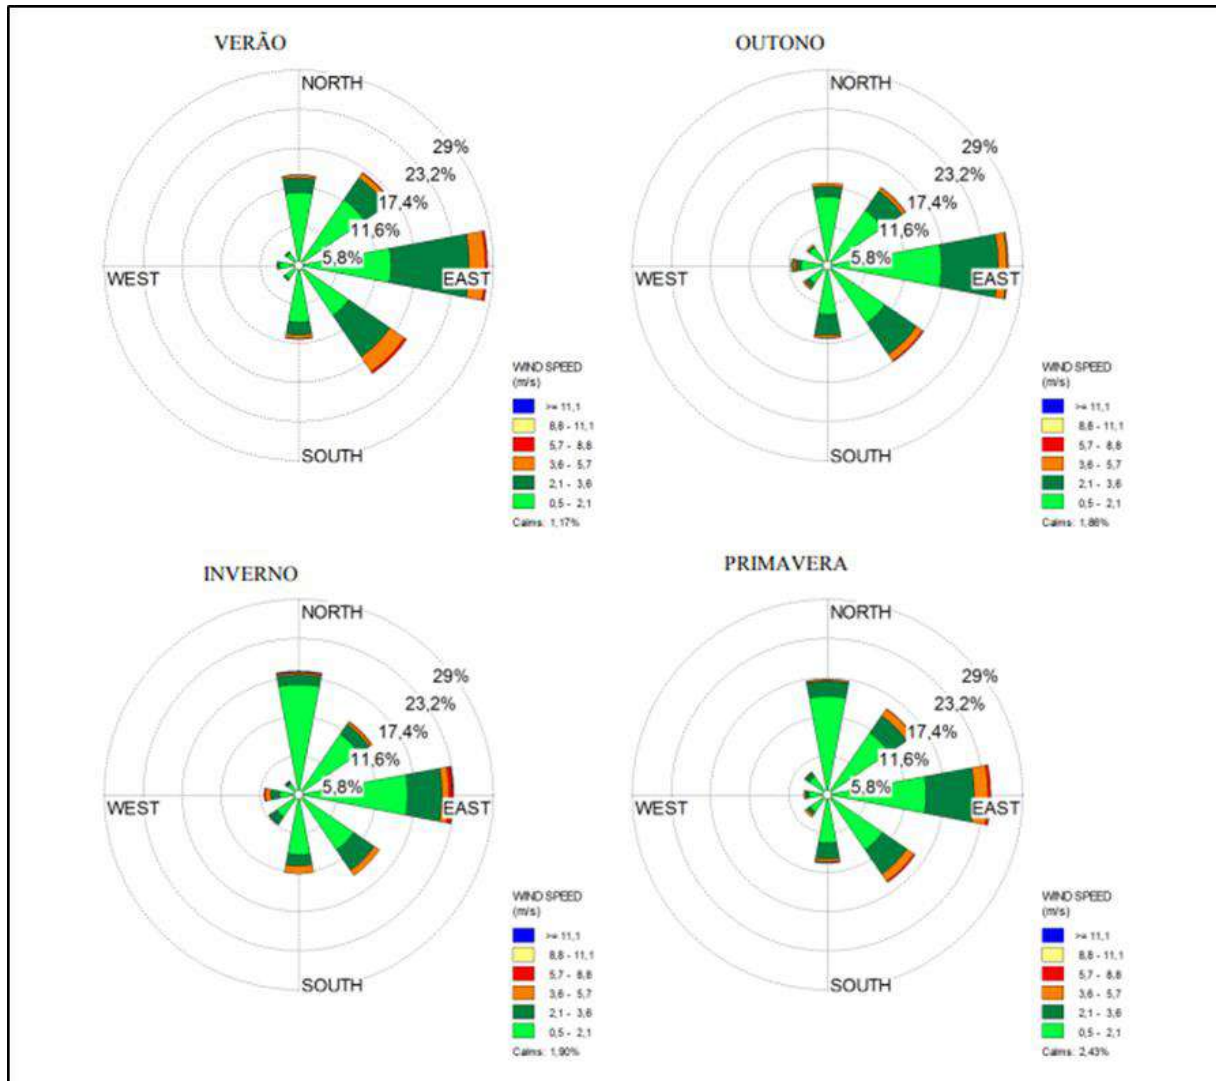 VERÃO
NORTH
29%
23,2%
17,4%
11,6%
5,8%
WEST
EAST
SOUTH
WIND SPEED
(m/s)
>= 11,1
8,8 - 11,1
5,7 - 8,8
3,6 - 5,7
2,1 - 3,6
0,5 - 2,1
Calms: 1,17%
OUTONO
NORTH
29%
23,2%
17,4%
11,6%
5,8%
WEST
EAST
SOUTH
WIND SPEED
(m/s)
>= 11,1
8,8 - 11,1
5,7 - 8,8
3,6 - 5,7
2,1 - 3,6
0,5 - 2,1
Calms: 1,86%
INVERNO
NORTH
29%
23,2%
17,4%
11,6%
5,8%
WEST
EAST
SOUTH
WIND SPEED
(m/s)
>= 11,1
8,8 - 11,1
5,7 - 8,8
3,6 - 5,7
2,1 - 3,6
0,5 - 2,1
Calms: 1,90%
PRIMAVERA
NORTH
29%
23,2%
17,4%
11,6%
5,8%
WEST
EAST
SOUTH
WIND SPEED
(m/s)
>= 11,1
8,8 - 11,1
5,7 - 8,8
3,6 - 5,7
2,1 - 3,6
0,5 - 2,1
Calms: 2,43%